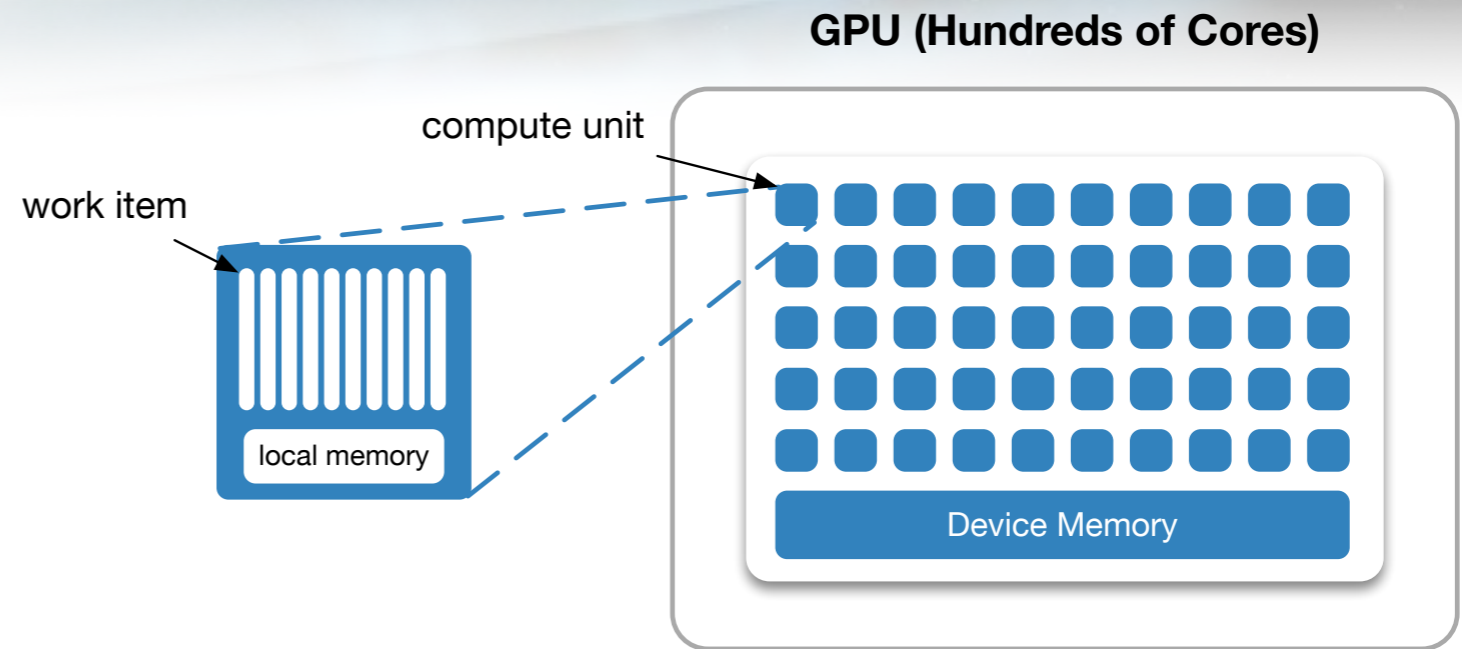 GPU (Hundreds of Cores)
compute unit
work item
local memory
Device Memory